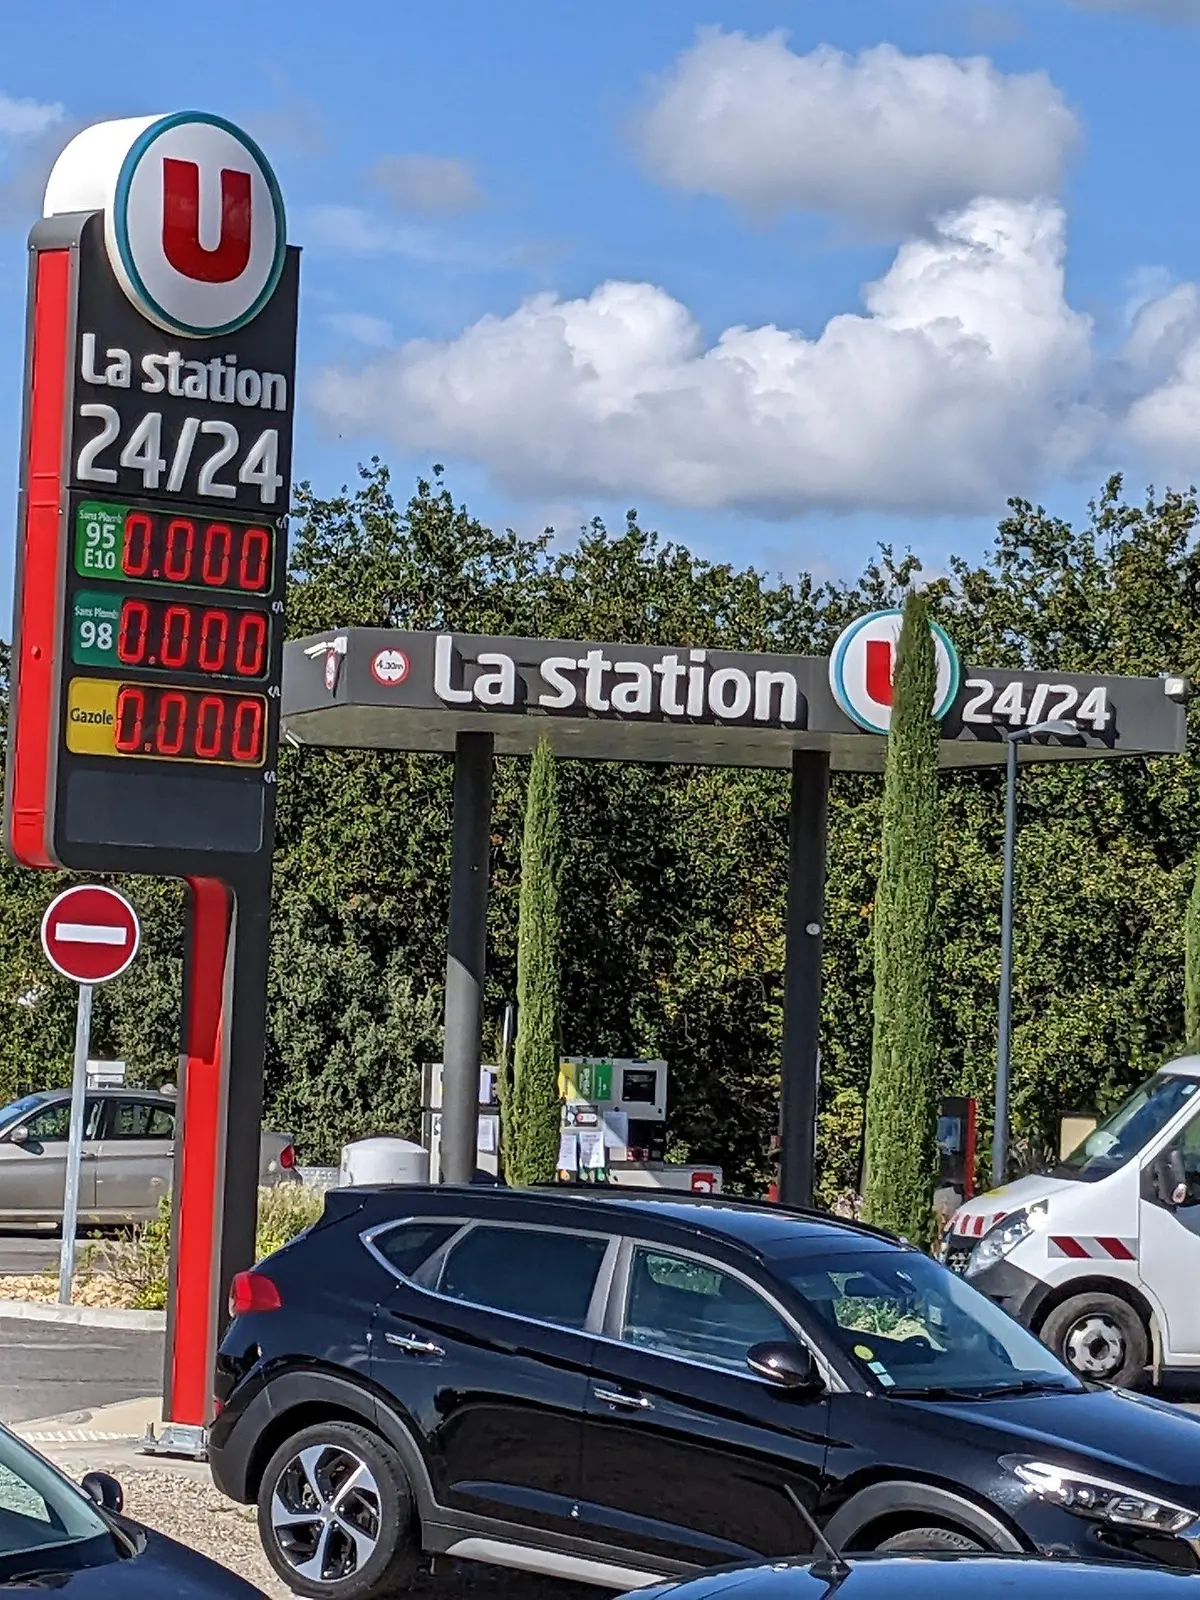 U
La station
24/24
Sans Plomb
95
E10
0.000
€/L
Sans Plomb
98
0.000
€/L
Gazole
0.000
€/L
4.30m
La station
U
24/24